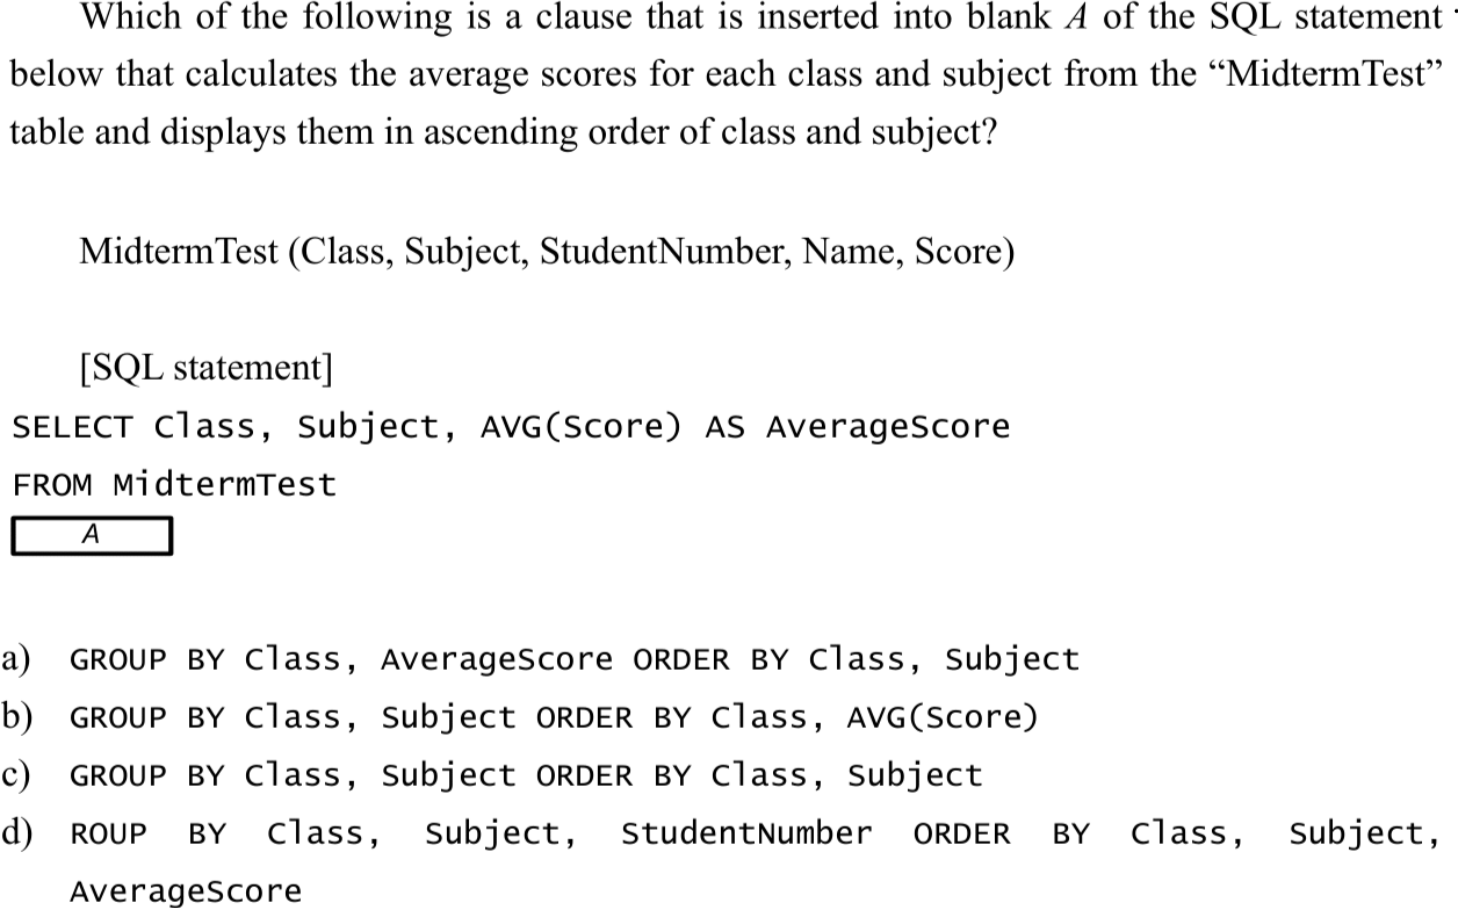 Which of the following is a clause that is inserted into blank A of the SQL statement
below that calculates the average scores for each class and subject from the “MidtermTest”
table and displays them in ascending order of class and subject?
MidtermTest (Class, Subject, StudentNumber, Name, Score)
[SQL statement]
SELECT Class, Subject, AVG(Score) AS AverageScore
FROM MidtermTest
A
a) GROUP BY Class, AverageScore ORDER BY Class, Subject
b) GROUP BY Class, Subject ORDER BY Class, AVG(Score)
c) GROUP BY Class, Subject ORDER BY Class, Subject
d) ROUP BY Class, Subject, StudentNumber ORDER BY Class, Subject,
AverageScore